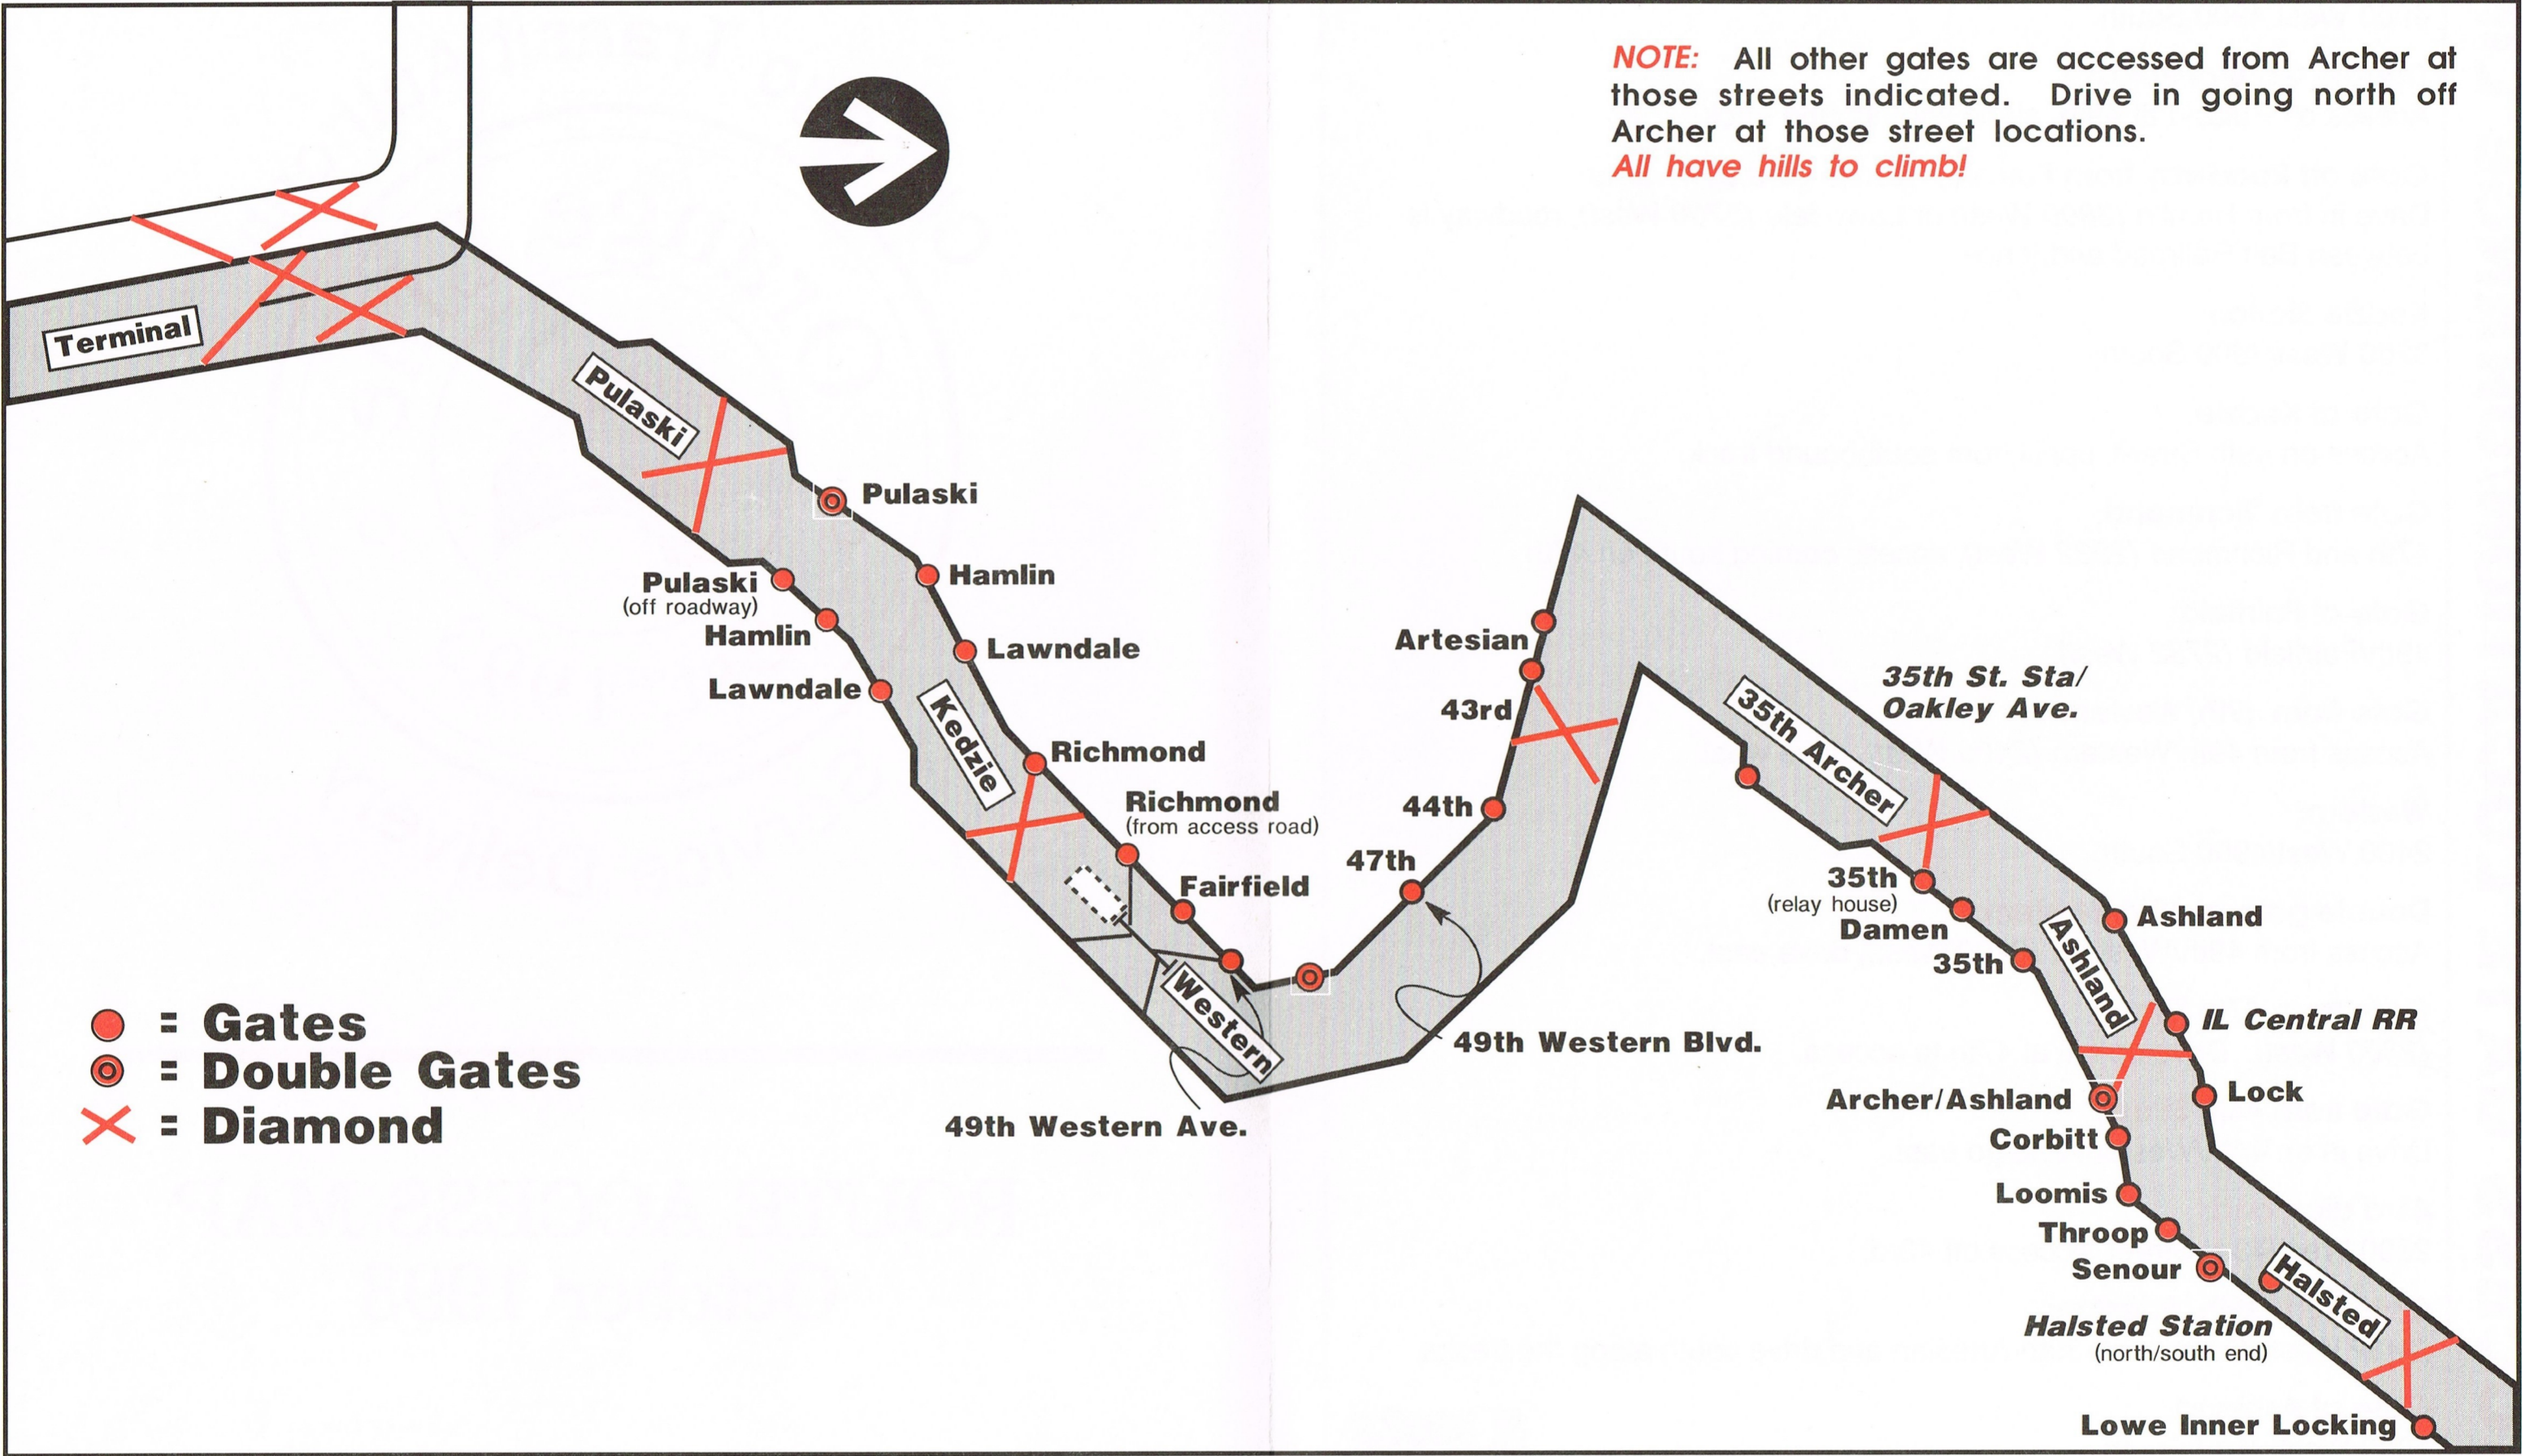 NOTE: All other gates are accessed from Archer at
those streets indicated. Drive in going north off
Archer at those street locations.
All have hills to climb!
Terminal
Pulaski
Pulaski
Hamlin
Pulaski
(off roadway)
Hamlin
Lawndale
Lawndale
Kedzie
Richmond
Richmond
(from access road)
Fairfield
Western
49th Western Ave.
49th Western Blvd.
47th
44th
43rd
Artesian
35th Archer
35th St. Sta/
Oakley Ave.
35th
(relay house)
Damen
35th
Ashland
Ashland
IL Central RR
Lock
Archer/Ashland
Corbitt
Loomis
Throop
Senour
Halsted
Halsted Station
(north/south end)
Lowe Inner Locking
= Gates
= Double Gates
= Diamond